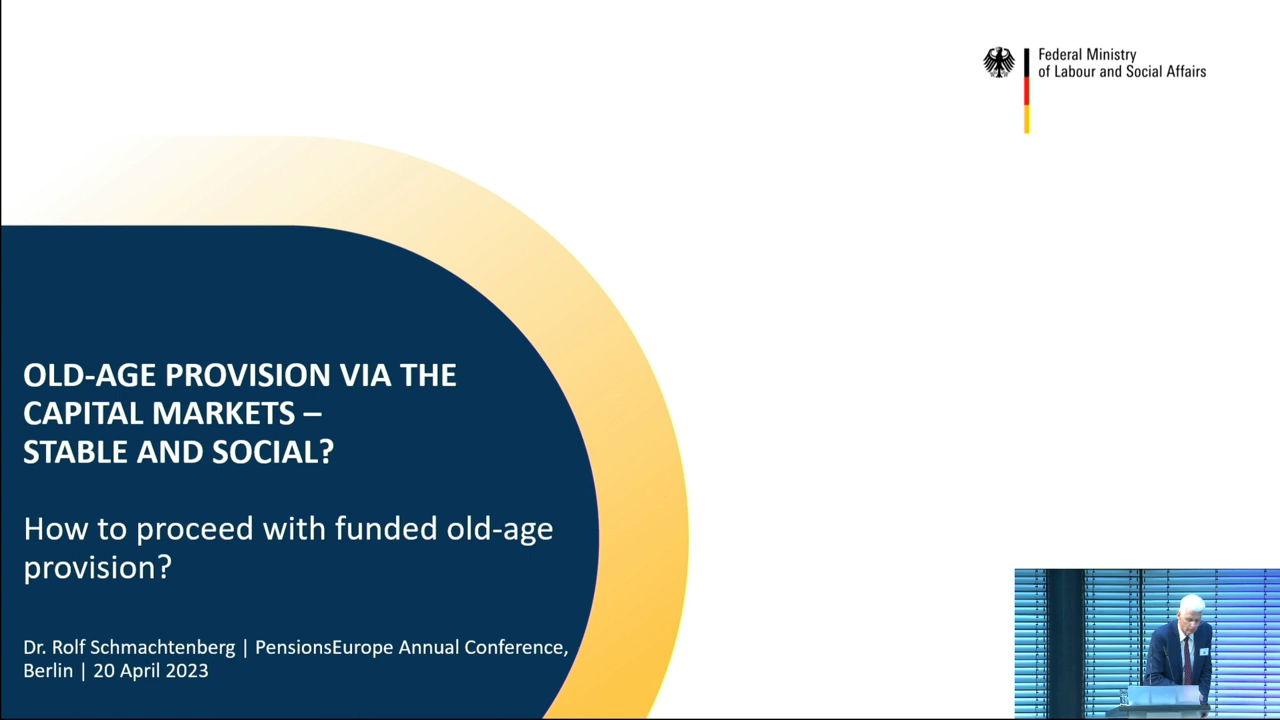 Federal Ministry
of Labour and Social Affairs
OLD-AGE PROVISION VIA THE
CAPITAL MARKETS –
STABLE AND SOCIAL?
How to proceed with funded old-age
provision?
Dr. Rolf Schmachtenberg | PensionsEurope Annual Conference,
Berlin | 20 April 2023